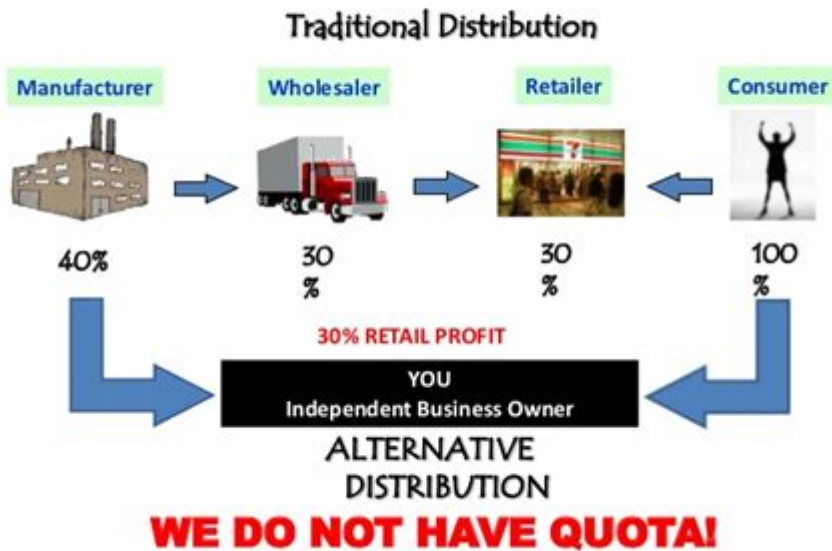 Traditional Distribution
Manufacturer
Wholesaler
Retailer
Consumer
7
40%
30
%
30
%
100
%
30% RETAIL PROFIT
YOU
Independent Business Owner
ALTERNATIVE
DISTRIBUTION
WE DO NOT HAVE QUOTA!